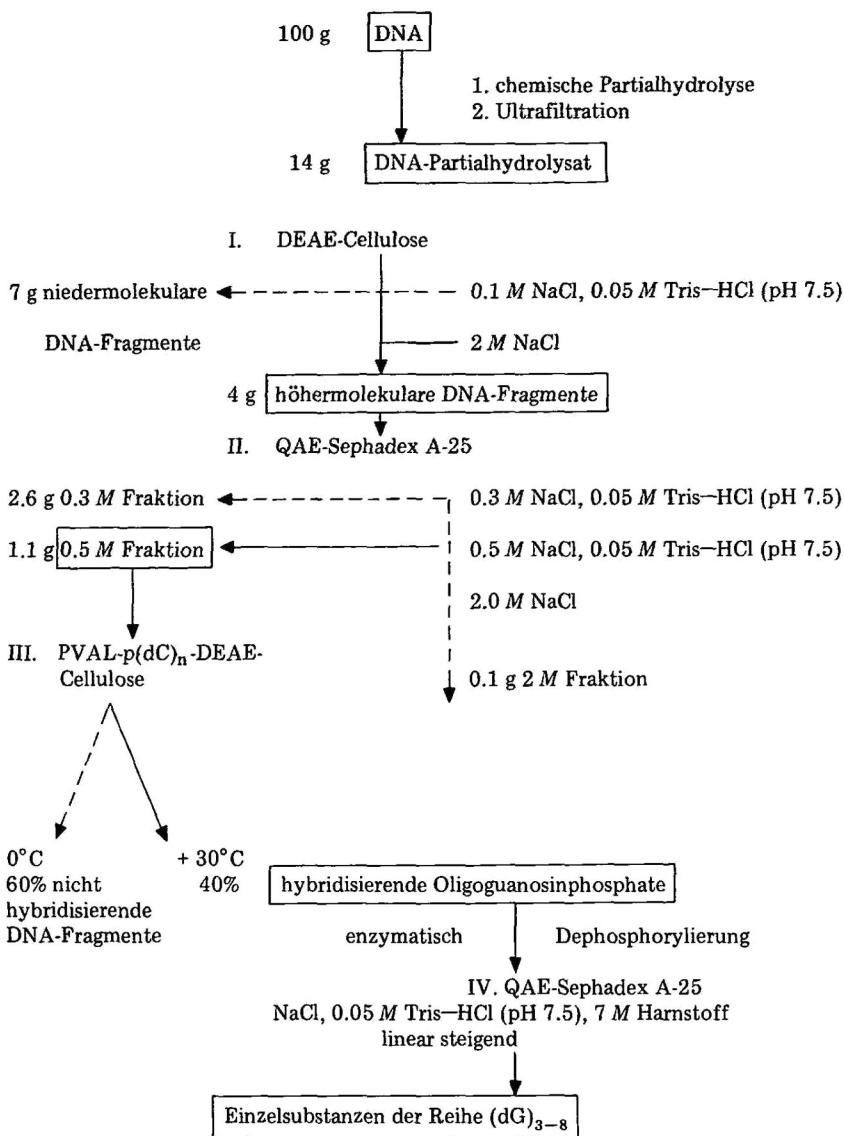 100 g DNA
1. chemische Partialhydrolyse
2. Ultrafiltration
14 g DNA-Partialhydrolysat
I. DEAE-Cellulose
7 g niedermolekulare 0.1 M NaCl, 0.05 M Tris—HCl (pH 7.5)
DNA-Fragmente 2 M NaCl
4 g höhermolekulare DNA-Fragmente
II. QAE-Sephadex A-25
2.6 g 0.3 M Fraktion 0.3 M NaCl, 0.05 M Tris—HCl (pH 7.5)
1.1 g 0.5 M Fraktion 0.5 M NaCl, 0.05 M Tris—HCl (pH 7.5)
2.0 M NaCl
III. PVAL-p(dC)n-DEAE-
Cellulose
0.1 g 2 M Fraktion
0°C + 30°C
60% nicht 40% hybridisierende Oligoguanosinphosphate
hybridisierende
DNA-Fragmente
enzymatisch Dephosphorylierung
IV. QAE-Sephadex A-25
NaCl, 0.05 M Tris—HCl (pH 7.5), 7 M Harnstoff
linear steigend
Einzelsubstanzen der Reihe (dG)3—8